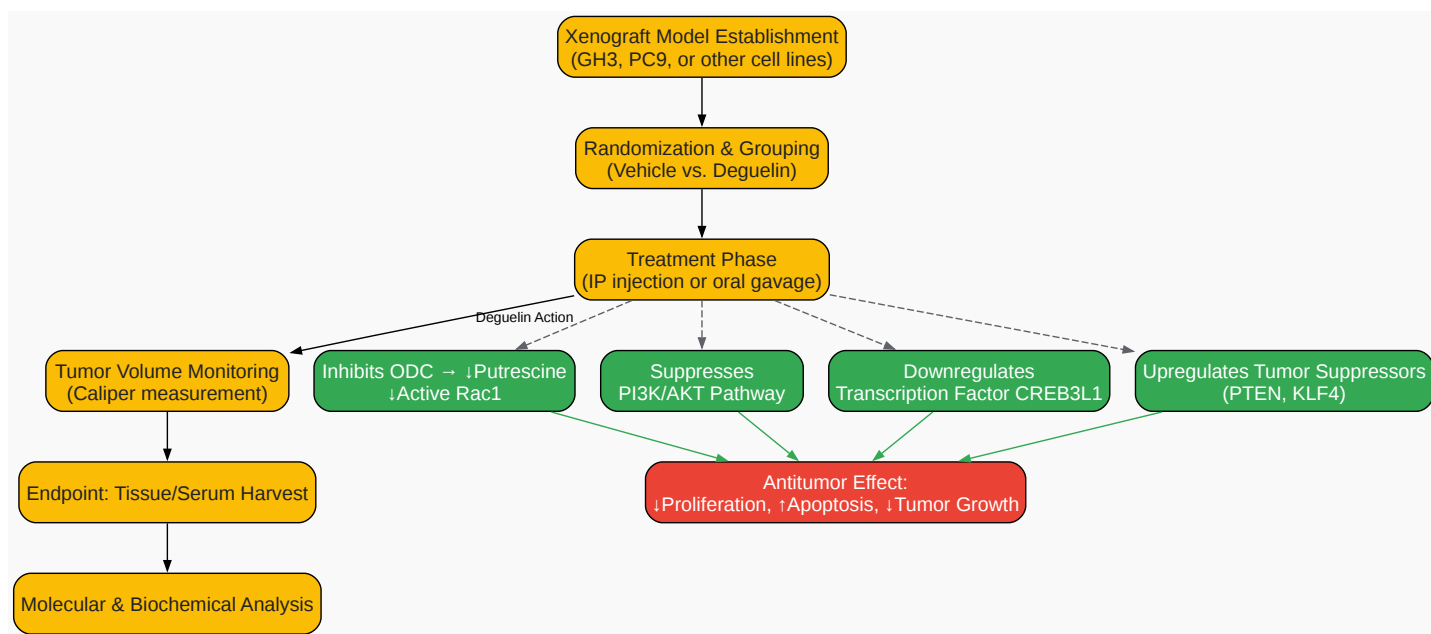 Xenograft Model Establishment
(GH3, PC9, or other cell lines)
Randomization & Grouping
(Vehicle vs. Deguelin)
Treatment Phase
(IP injection or oral gavage)
Deguelin Action
Tumor Volume Monitoring
(Caliper measurement)
Inhibits ODC → ↓Putrescine
↓Active Rac1
Suppresses
PI3K/AKT Pathway
Downregulates
Transcription Factor CREB3L1
Upregulates Tumor Suppressors
(PTEN, KLF4)
Endpoint: Tissue/Serum Harvest
Antitumor Effect:
↓Proliferation, ↑Apoptosis, ↓Tumor Growth
Molecular & Biochemical Analysis